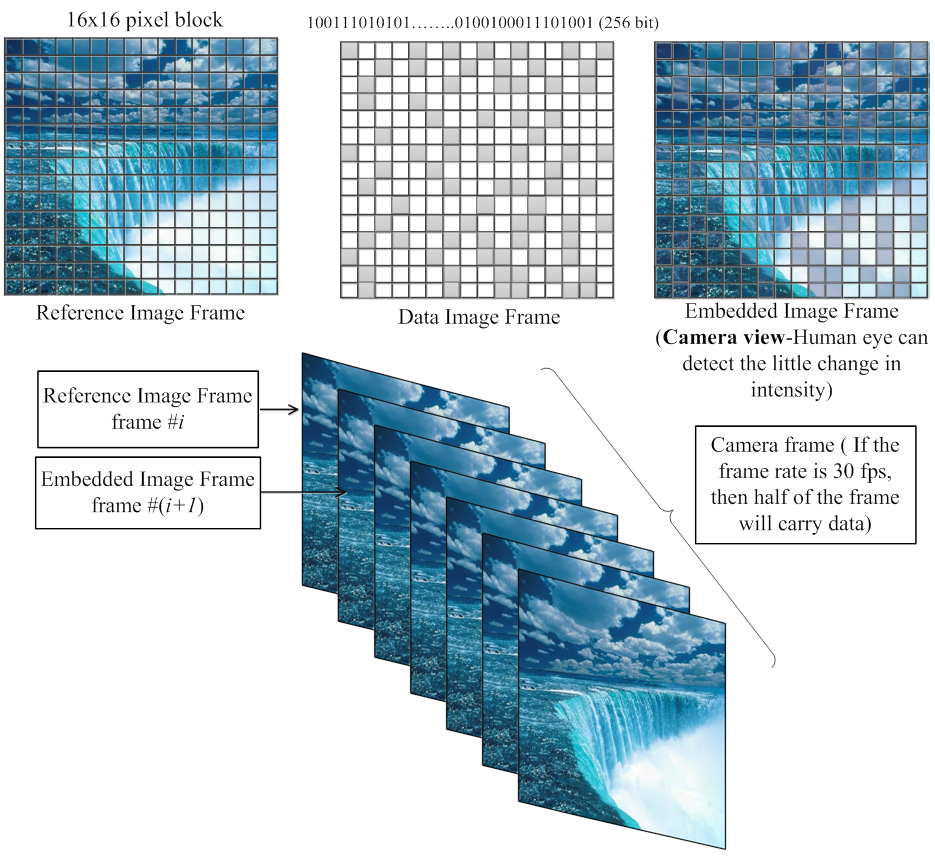 16x16 pixel block
100111010101........0100100011101001 (256 bit)
Reference Image Frame
Data Image Frame
Embedded Image Frame
(Camera view-Human eye can
detect the little change in
intensity)
Reference Image Frame
frame #i
Embedded Image Frame
frame #(i+1)
Camera frame ( If the
frame rate is 30 fps,
then half of the frame
will carry data)